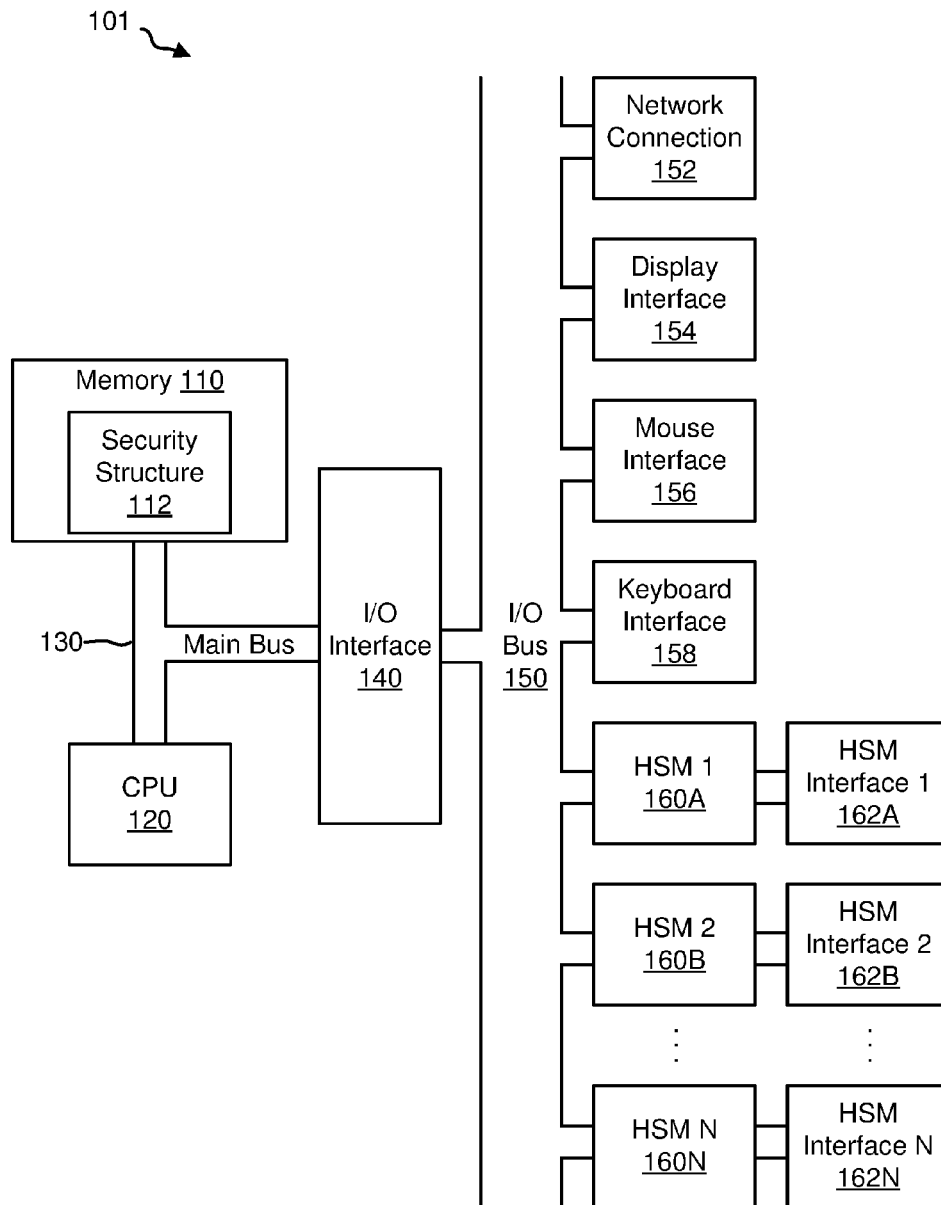 101
Network
Connection
152
Display
Interface
154
Memory 110
Security
Structure
112
Mouse
Interface
156
130
Main Bus
I/O
Interface
140
I/O
Bus
150
Keyboard
Interface
158
CPU
120
HSM 1
160A
HSM
Interface 1
162A
HSM 2
160B
HSM
Interface 2
162B
HSM N
160N
HSM
Interface N
162N